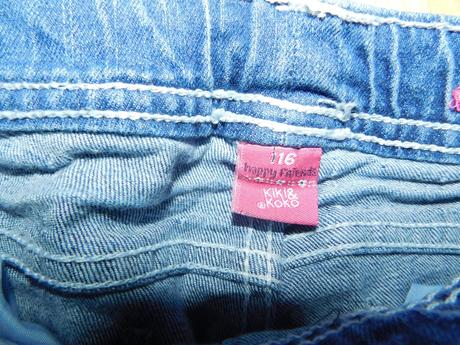 116
happy friends
KIKI&
® KOKO